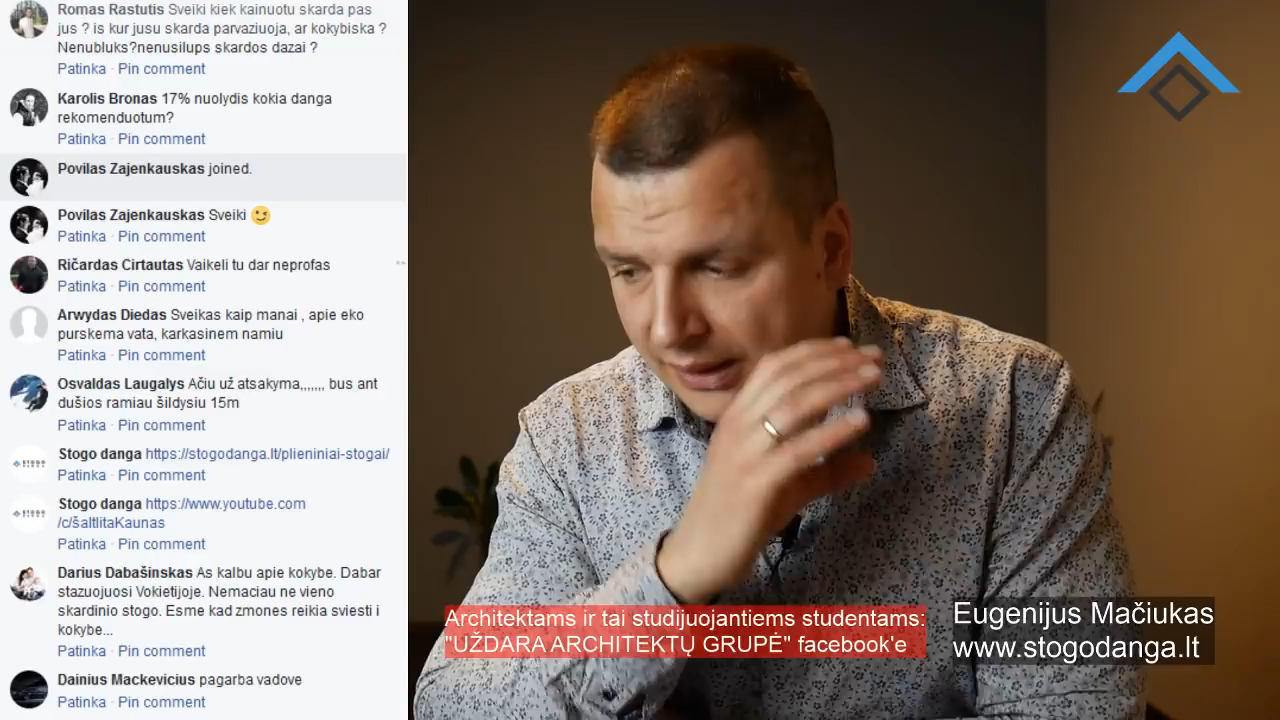 Romas Rastutis Sveiki kiek kainuotu skarda pas
jus ? is kur jusu skarda parvaziuoja, ar kokybiska ?
Nenubluks?nenusilups skardos dazai ?
Patinka · Pin comment
Karolis Bronas 17% nuolydis kokia danga
rekomenduotum?
Patinka · Pin comment
Povilas Zajenkauskas joined.
Povilas Zajenkauskas Sveiki 😉
Patinka · Pin comment
Ričardas Cirtautas Vaikeli tu dar neprofas
Patinka · Pin comment
Arwydas Diedas Sveikas kaip manai , apie eko
purskema vata, karkasinem namiu
Patinka · Pin comment
Osvaldas Laugalys Ačiu už atsakyma,,,,,,, bus ant
dušios ramiau šildysiu 15m
Patinka · Pin comment
Stogo danga https://stogodanga.lt/plieniniai-stogai/
Patinka · Pin comment
Stogo danga https://www.youtube.com
/c/šaltlitaKaunas
Patinka · Pin comment
Darius Dabašinskas As kalbu apie kokybe. Dabar
stazuojuosi Vokietijoje. Nemaciau ne vieno
skardinio stogo. Esme kad zmones reikia sviesti i
kokybe...
Patinka · Pin comment
Dainius Mackevicius pagarba vadove
Patinka · Pin comment
Architektams ir tai studijuojantiems studentams:
"UŽDARA ARCHITEKTŲ GRUPĖ" facebook'e
Eugenijus Mačiukas
www.stogodanga.lt